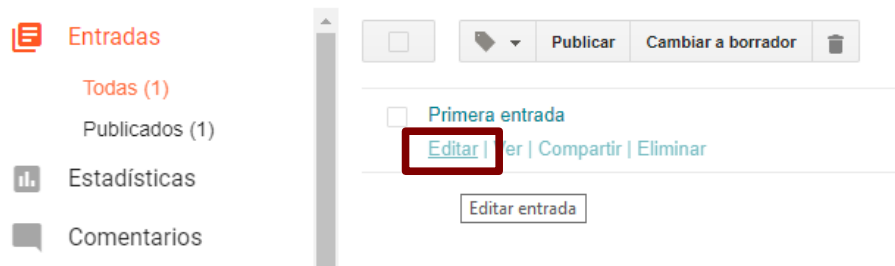 Entradas
Todas (1)
Publicados (1)
Estadísticas
Comentarios
Publicar Cambiar a borrador
Primera entrada
Editar | Ver | Compartir | Eliminar
Editar entrada